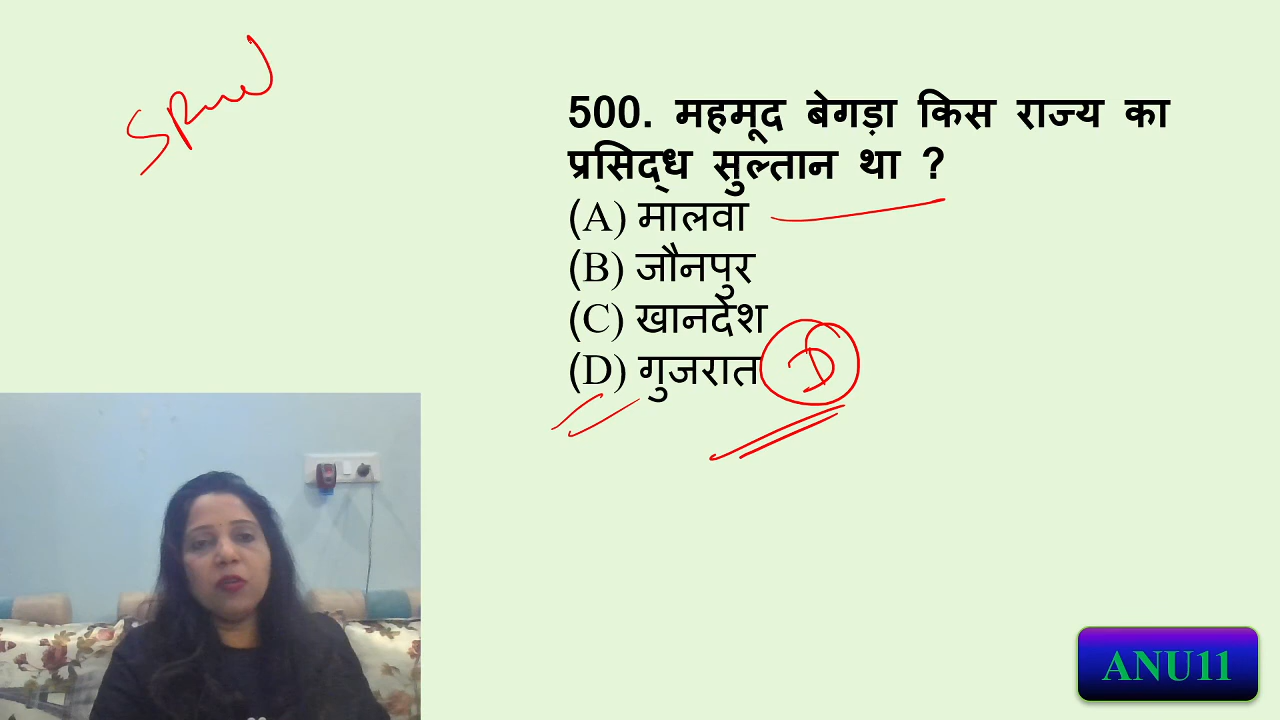 500. महमूद बेगड़ा किस राज्य का
प्रसिद्ध सुल्तान था ?
(A) मालवा
(B) जौनपुर
(C) खानदेश
(D) गुजरात
D
ANU11